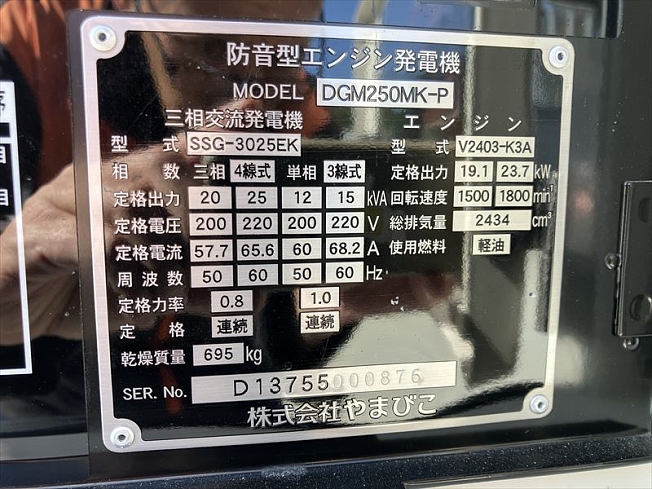 防音型エンジン発電機
MODEL DGM250MK-P
三相交流発電機
型式 SSG-3025EK
相数 三相 4線式 単相 3線式
定格出力 20 25 12 15 kVA
定格電圧 200 220 200 220 V
定格電流 57.7 65.6 60 68.2 A
周波数 50 60 50 60 Hz
定格力率 0.8 1.0
定格 連続 連続
乾燥質量 695 kg
エンジン
型式 V2403-K3A
定格出力 19.1 23.7 kW
回転速度 1500 1800 min⁻¹
総排気量 2434 cm³
使用燃料 軽油
SER. No. D13755000876
株式会社やまびこ